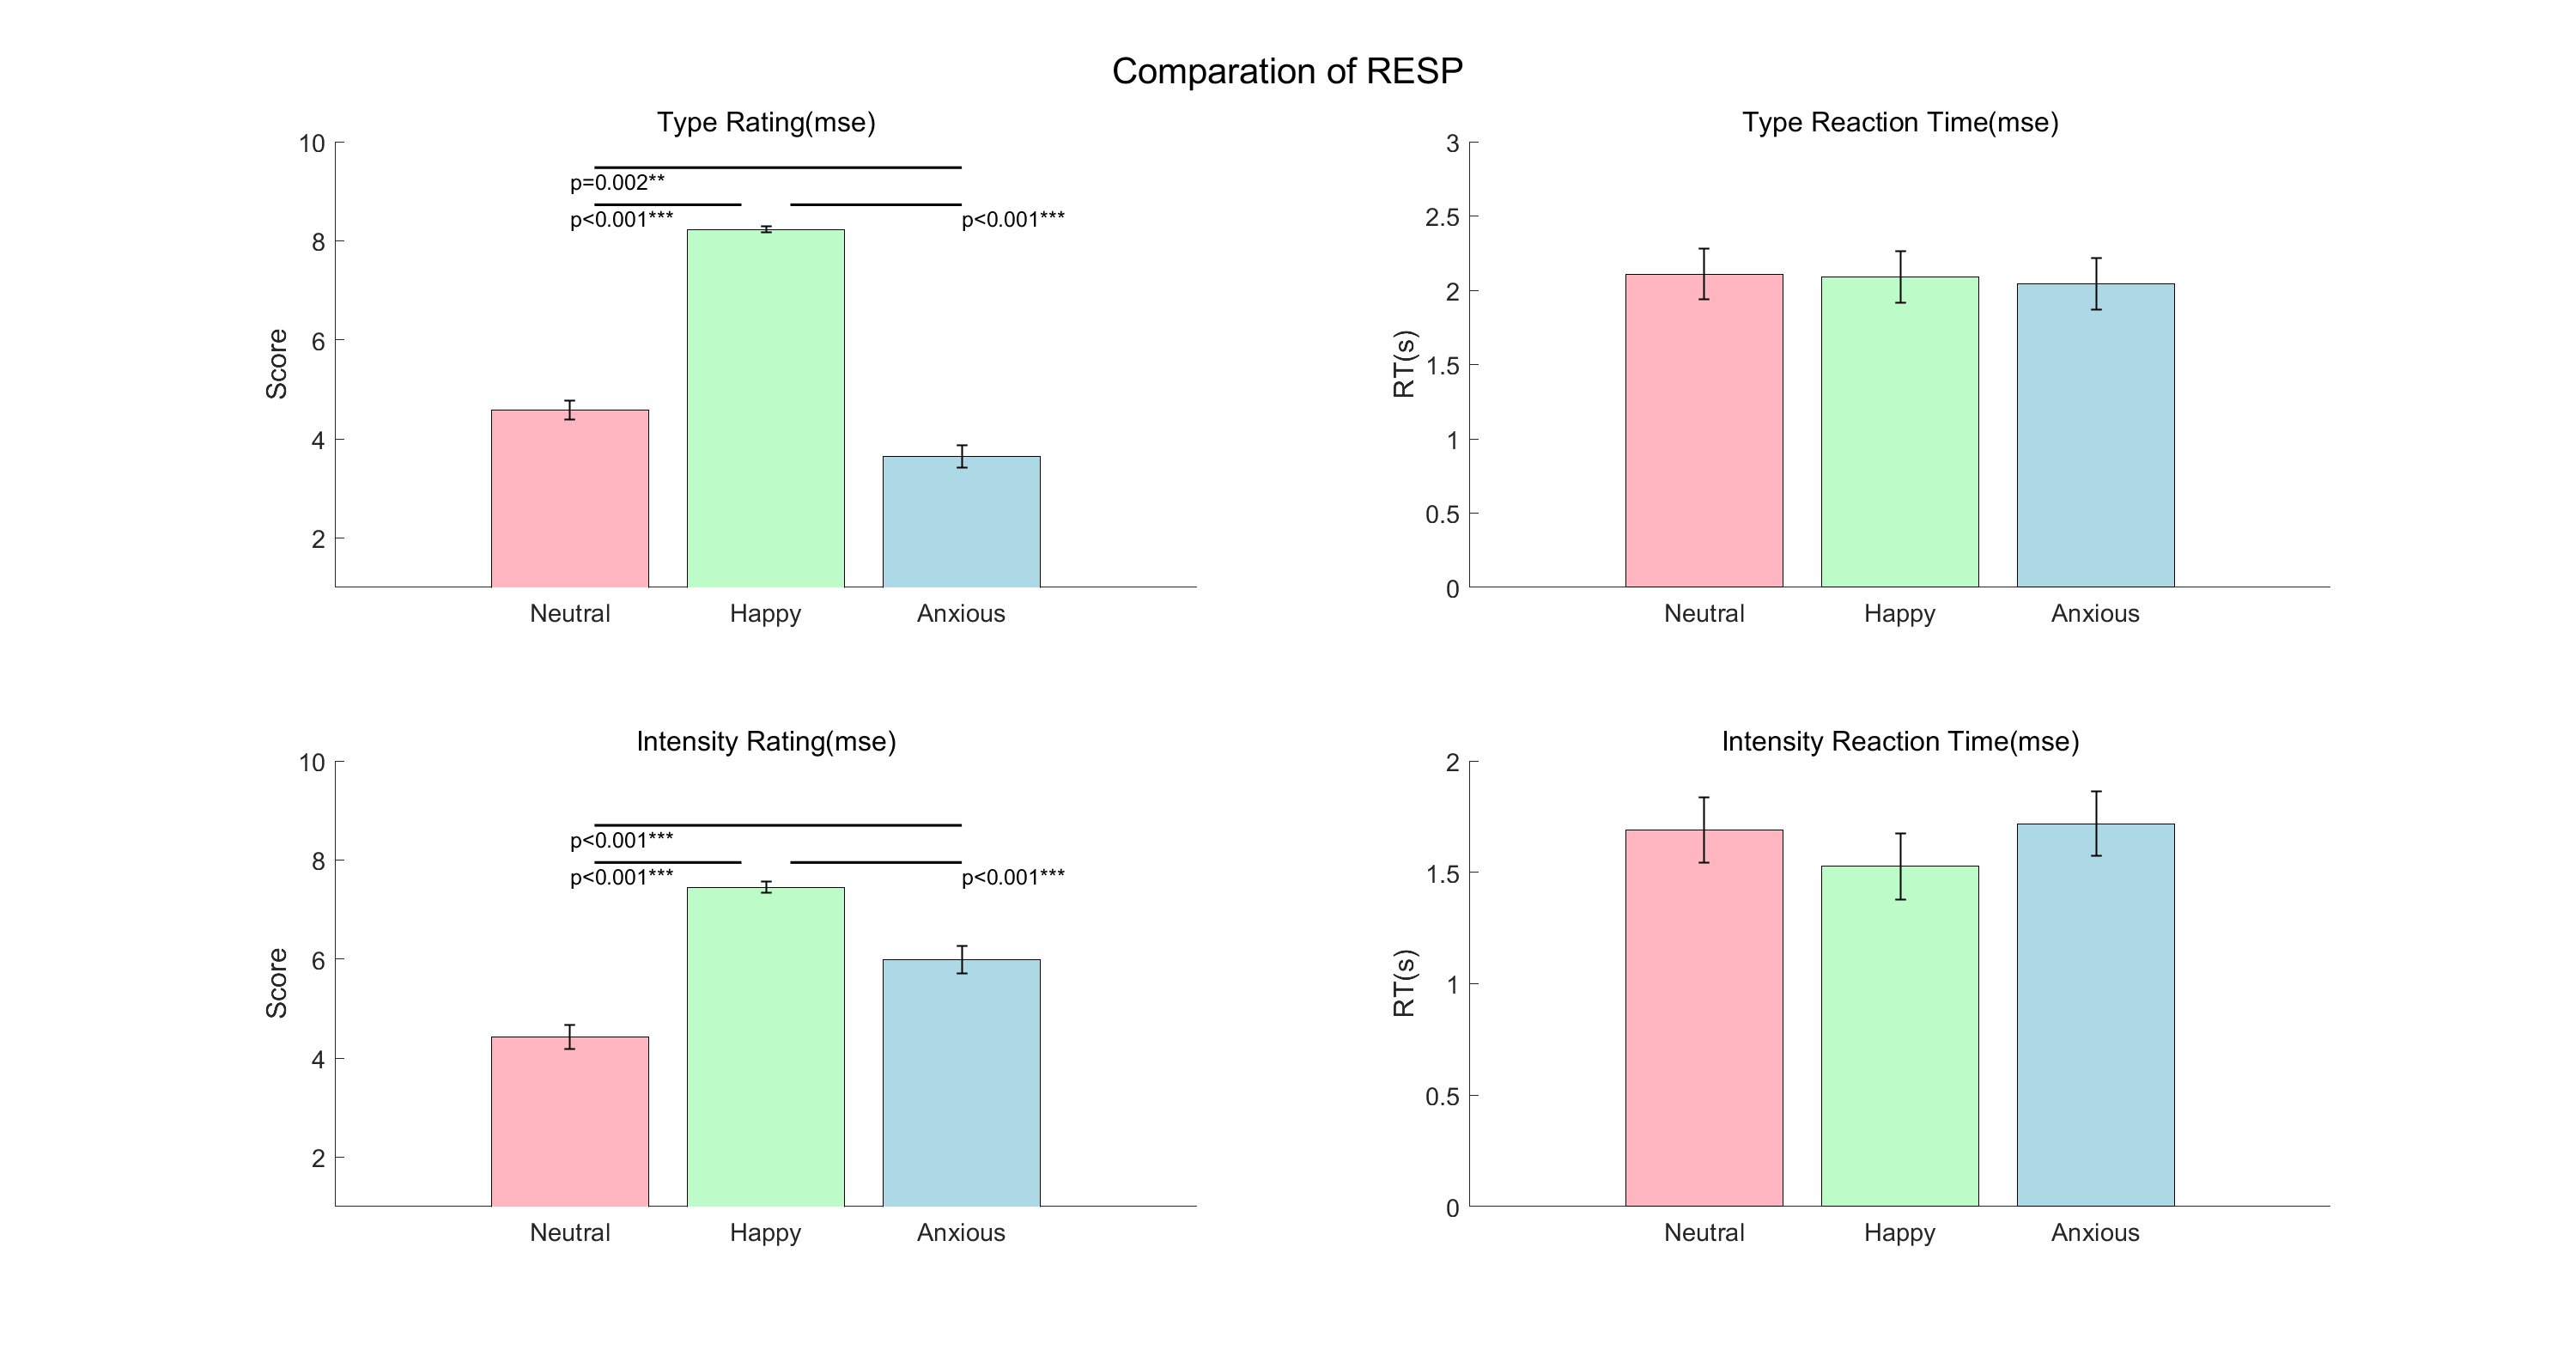 Comparation of RESP
Type Rating(mse)
10
8
6
4
2
Score
p=0.002**
p<0.001***
p<0.001***
Neutral
Happy
Anxious
Type Reaction Time(mse)
3
2.5
2
1.5
1
0.5
0
RT(s)
Neutral
Happy
Anxious
Intensity Rating(mse)
10
8
6
4
2
Score
p<0.001***
p<0.001***
p<0.001***
Neutral
Happy
Anxious
Intensity Reaction Time(mse)
2
1.5
1
0.5
0
RT(s)
Neutral
Happy
Anxious